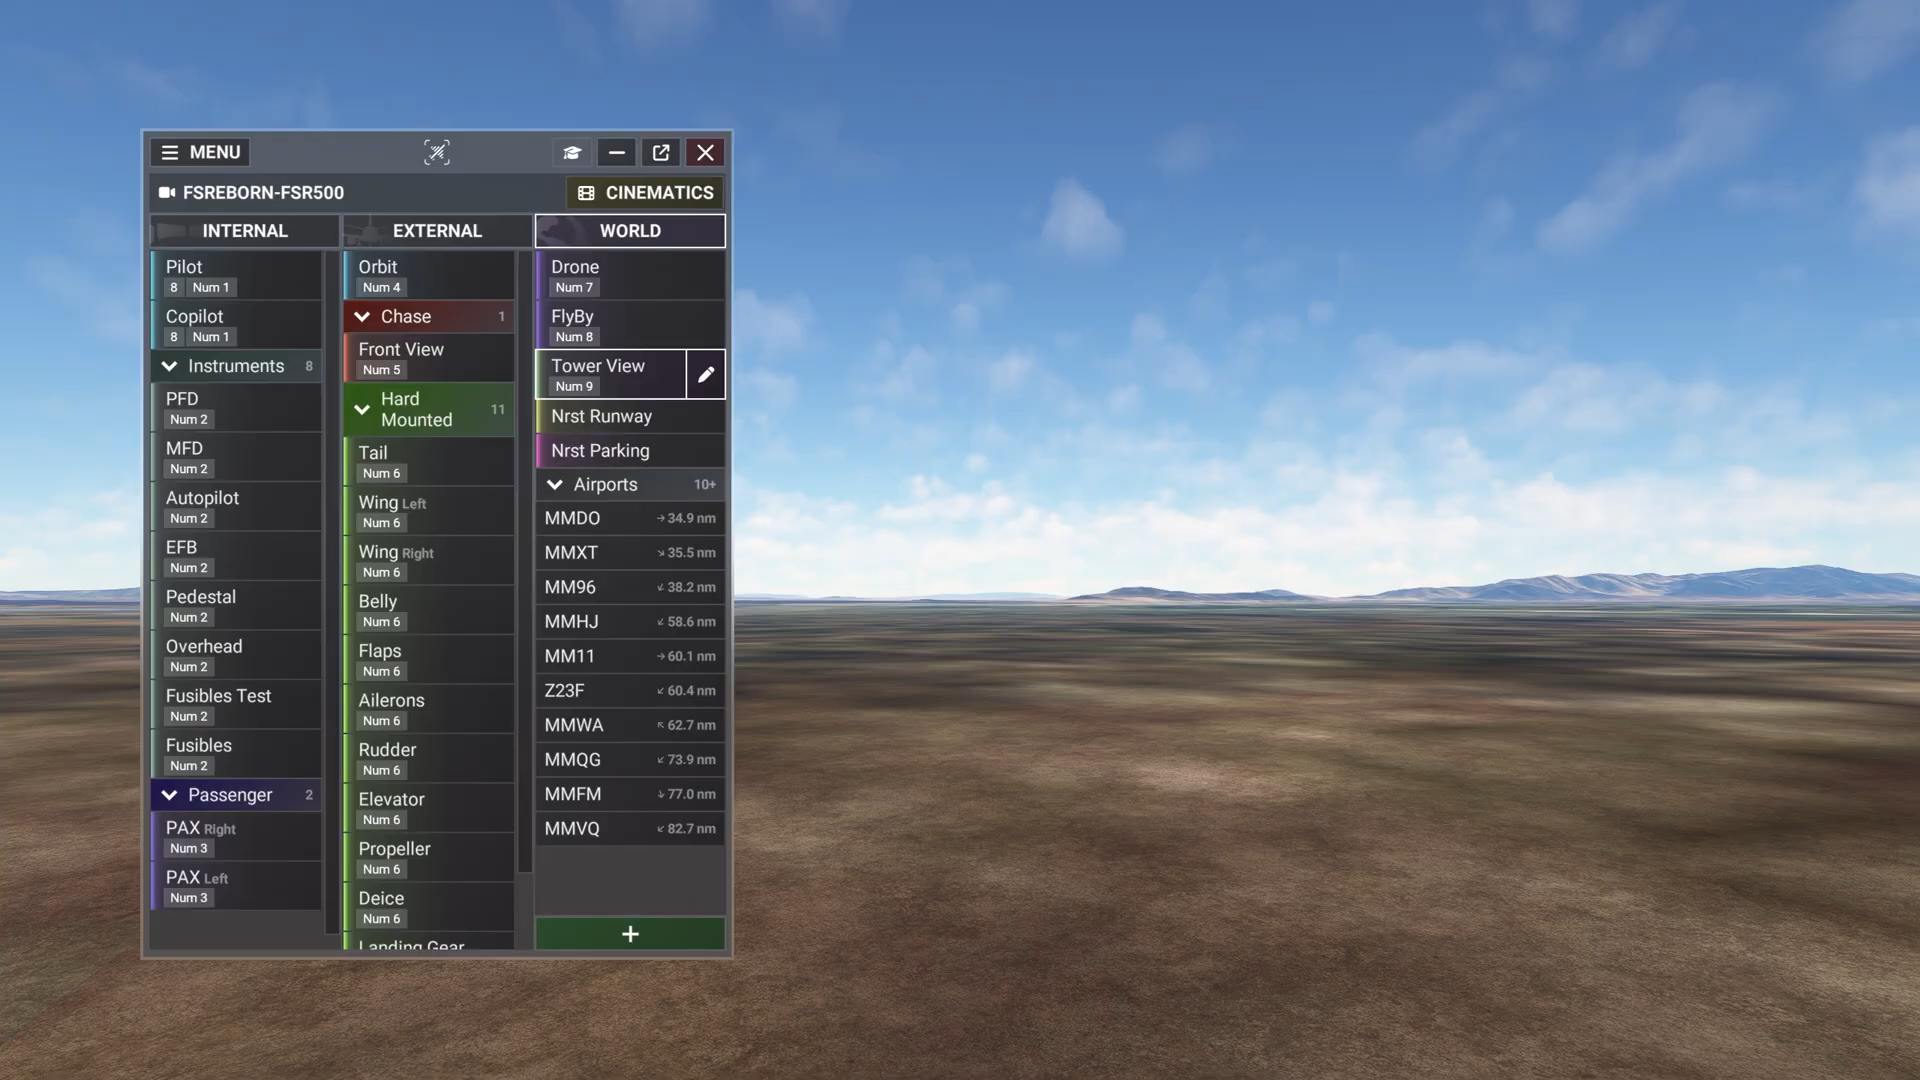 MENU
FSREBORN-FSR500
CINEMATICS
INTERNAL
Pilot
8 Num 1
Copilot
8 Num 1
Instruments 8
PFD
Num 2
MFD
Num 2
Autopilot
Num 2
EFB
Num 2
Pedestal
Num 2
Overhead
Num 2
Fusibles Test
Num 2
Fusibles
Num 2
Passenger 2
PAX Right
Num 3
PAX Left
Num 3
EXTERNAL
Orbit
Num 4
Chase 1
Front View
Num 5
Hard
Mounted 11
Tail
Num 6
Wing Left
Num 6
Wing Right
Num 6
Belly
Num 6
Flaps
Num 6
Ailerons
Num 6
Rudder
Num 6
Elevator
Num 6
Propeller
Num 6
Deice
Num 6
Landing Gear
WORLD
Drone
Num 7
FlyBy
Num 8
Tower View
Num 9
Nrst Runway
Nrst Parking
Airports 10+
MMDO 34.9 nm
MMXT 35.5 nm
MM96 38.2 nm
MMHJ 58.6 nm
MM11 60.1 nm
Z23F 60.4 nm
MMWA 62.7 nm
MMQG 73.9 nm
MMFM 77.0 nm
MMVQ 82.7 nm
+